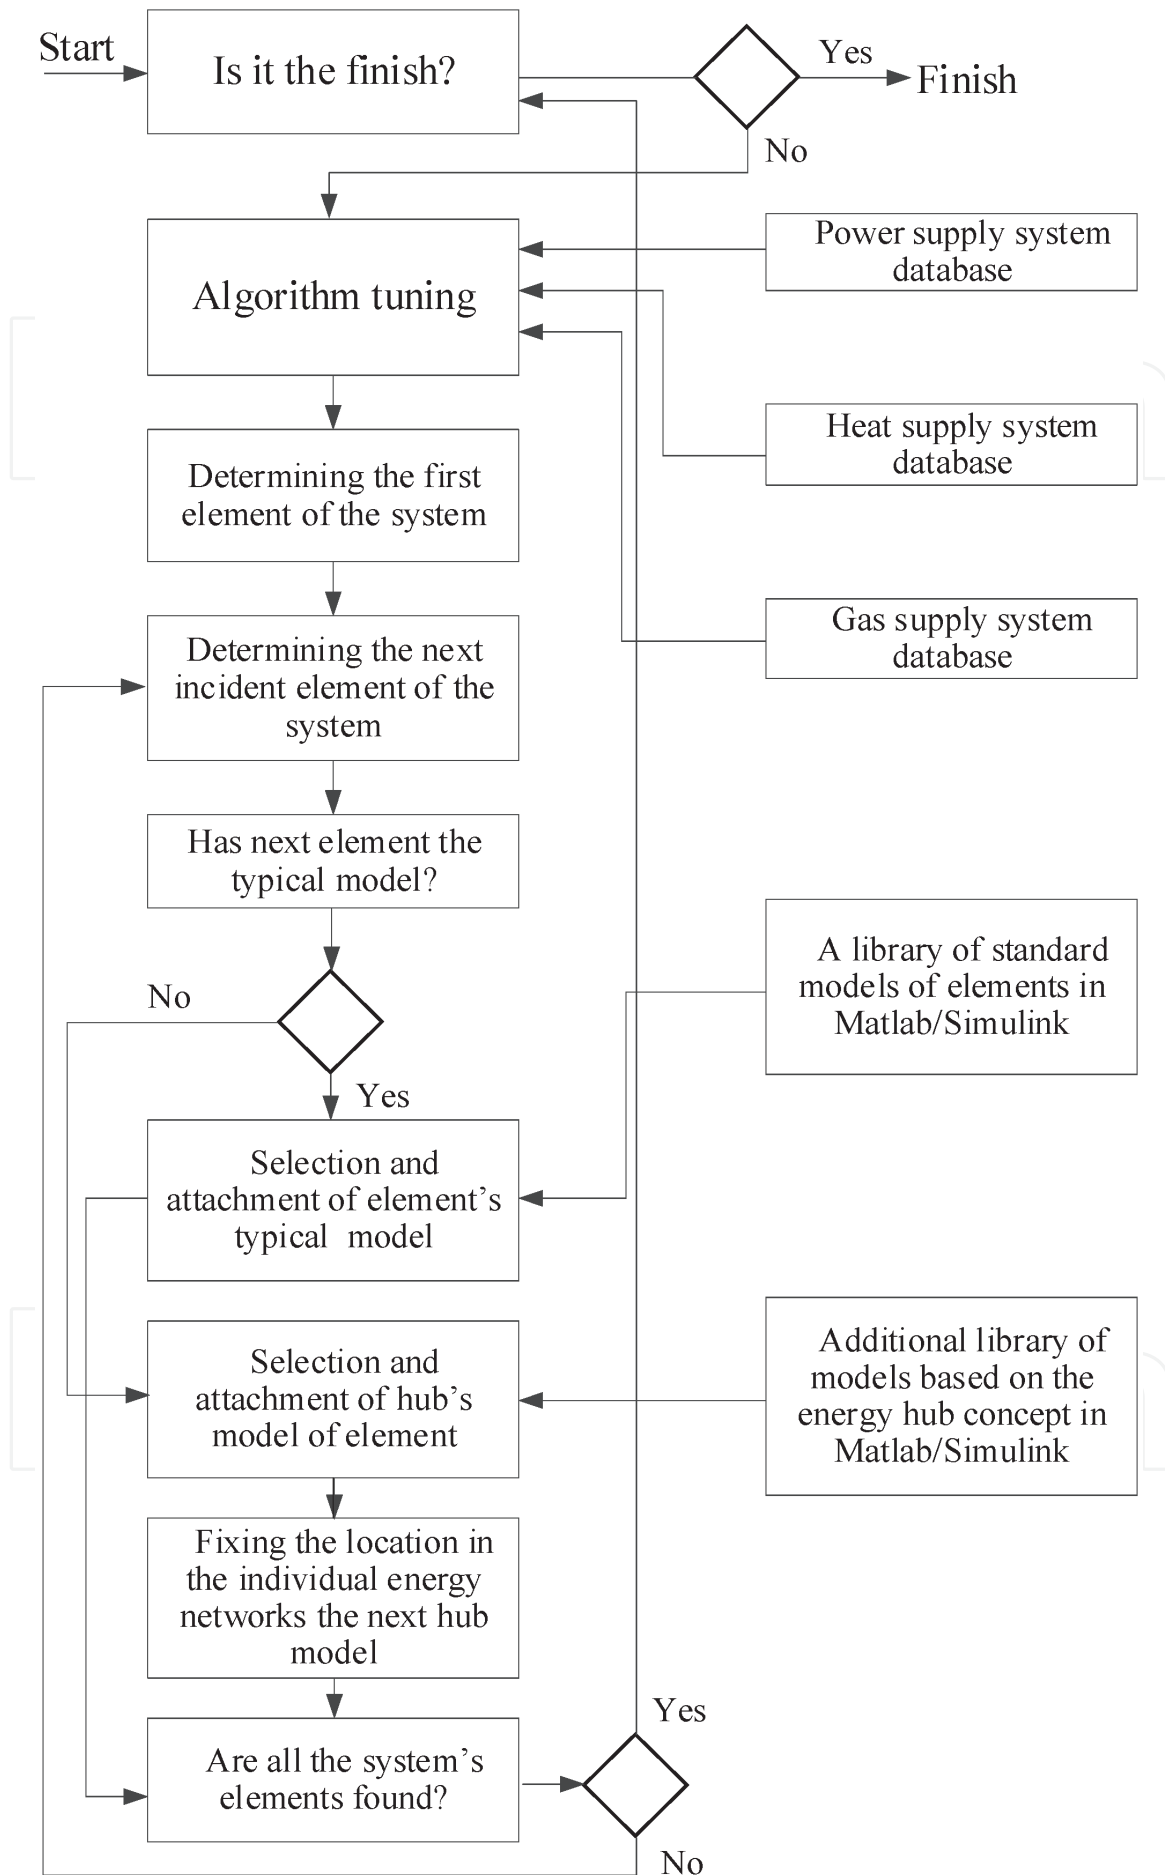 Start
Is it the finish?
Yes
Finish
No
Power supply system
database
Algorithm tuning
Heat supply system
database
Determining the first
element of the system
Gas supply system
database
Determining the next
incident element of the
system
Has next element the
typical model?
A library of standard
models of elements in
Matlab/Simulink
No
Yes
Selection and
attachment of element’s
typical model
Selection and
attachment of hub’s
model of element
Additional library of
models based on the
energy hub concept in
Matlab/Simulink
Fixing the location in
the individual energy
networks the next hub
model
Yes
Are all the system’s
elements found?
No